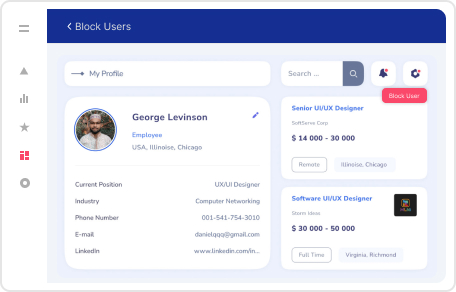 Block Users
My Profile
Search ...
Block User
George Levinson
Employee
USA, Illinoise, Chicago
Current Position UX/UI Designer
Industry Computer Networking
Phone Number 001-541-754-3010
E-mail danielqqq@gmail.com
LinkedIn www.linkedin.com/in...
Senior UI/UX Designer
SoftServe Corp
$ 14 000 - 30 000
Remote Illinoise, Chicago
Software UI/UX Designer
Storm Ideas
$ 30 000 - 50 000
Full Time Virginia, Richmond